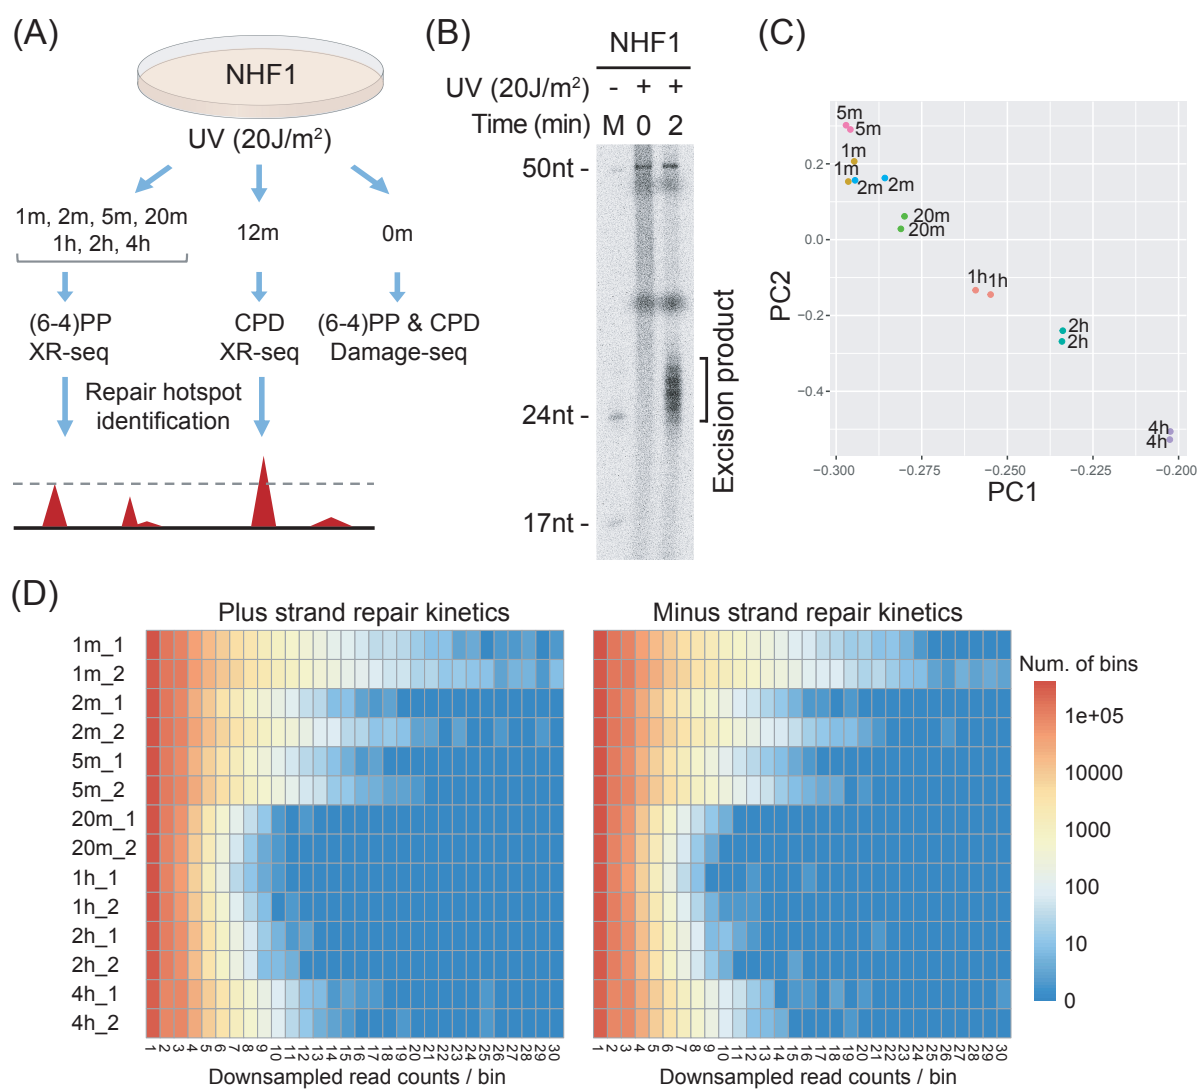 (A)
NHF1
UV (20J/m²)
1m, 2m, 5m, 20m
1h, 2h, 4h
12m
0m
(6-4)PP
XR-seq
CPD
XR-seq
(6-4)PP & CPD
Damage-seq
Repair hotspot
identification
(B)
NHF1
UV (20J/m²) - + +
Time (min) M 0 2
50nt -
24nt -
17nt -
Excision product
(C)
5m
5m
1m
1m
2m
2m
20m
20m
1h
1h
2h
2h
4h
4h
0.2
0.0
−0.2
−0.4
PC2
−0.300 −0.275 −0.250 −0.225 −0.200
PC1
(D)
Plus strand repair kinetics
Minus strand repair kinetics
1m_1
1m_2
2m_1
2m_2
5m_1
5m_2
20m_1
20m_2
1h_1
1h_2
2h_1
2h_2
4h_1
4h_2
1 2 3 4 5 6 7 8 9 10 11 12 13 14 15 16 17 18 19 20 21 22 23 24 25 26 27 28 29 30
Downsampled read counts / bin
1 2 3 4 5 6 7 8 9 10 11 12 13 14 15 16 17 18 19 20 21 22 23 24 25 26 27 28 29 30
Downsampled read counts / bin
Num. of bins
1e+05
10000
1000
100
10
0